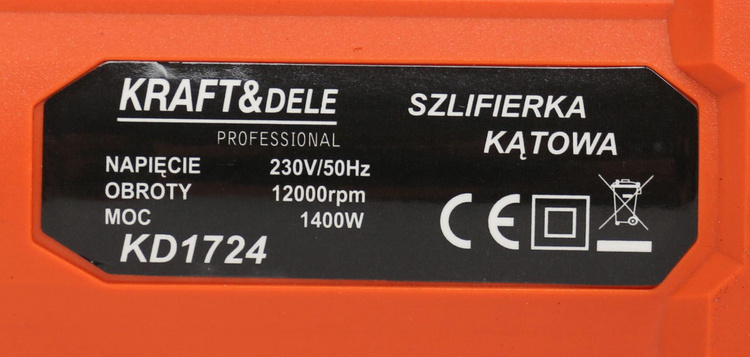 KRAFT&DELE
PROFESSIONAL
SZLIFIERKA
KĄTOWA
NAPIĘCIE 230V/50Hz
OBROTY 12000rpm
MOC 1400W
KD1724
CE